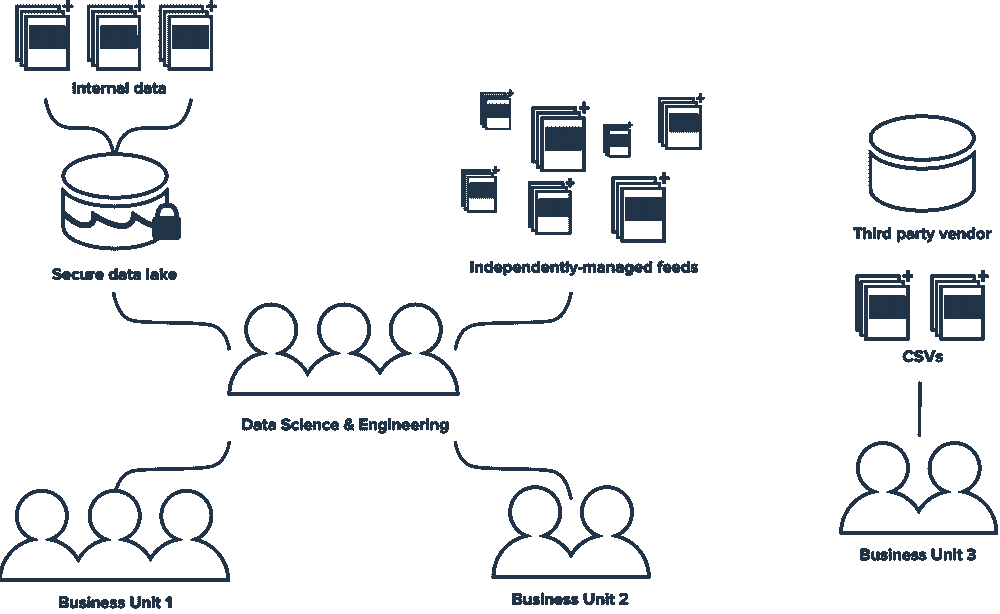 Internal data
Secure data lake
Independently-managed feeds
Third party vendor
CSVs
Data Science & Engineering
Business Unit 1
Business Unit 2
Business Unit 3